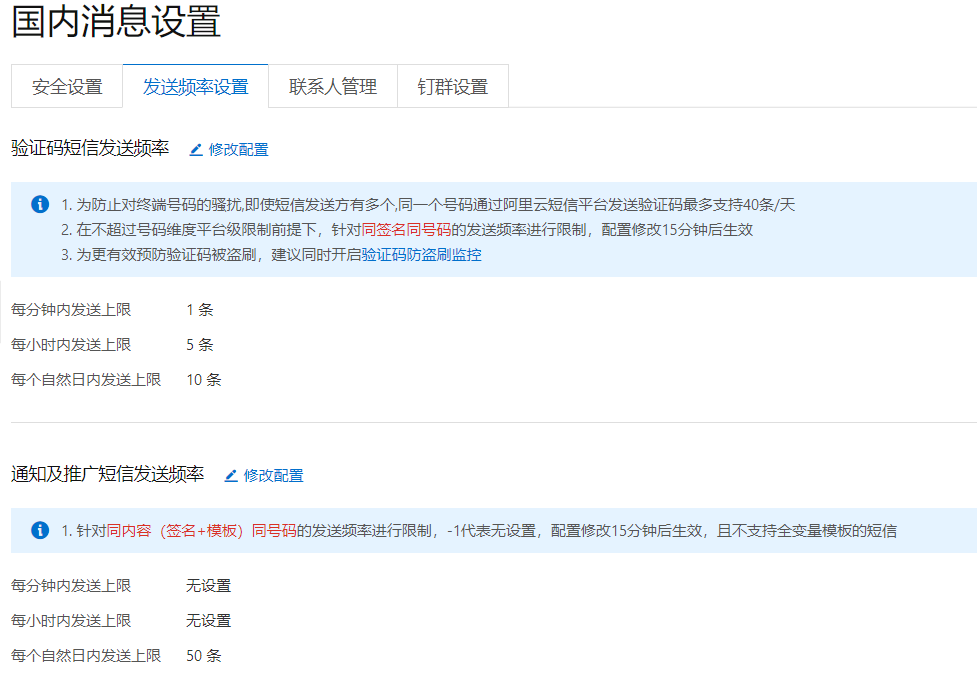 国内消息设置
安全设置 发送频率设置 联系人管理 钉群设置
验证码短信发送频率 修改配置
1. 为防止对终端号码的骚扰,即使短信发送方有多个,同一个号码通过阿里云短信平台发送验证码最多支持40条/天
2. 在不超过号码维度平台级限制前提下，针对同签名同号码的发送频率进行限制，配置修改15分钟后生效
3. 为更有效预防验证码被盗刷，建议同时开启验证码防盗刷监控
每分钟内发送上限 1 条
每小时内发送上限 5 条
每个自然日内发送上限 10 条
通知及推广短信发送频率 修改配置
1. 针对同内容（签名+模板）同号码的发送频率进行限制，-1代表无设置，配置修改15分钟后生效，且不支持全变量模板的短信
每分钟内发送上限 无设置
每小时内发送上限 无设置
每个自然日内发送上限 50 条